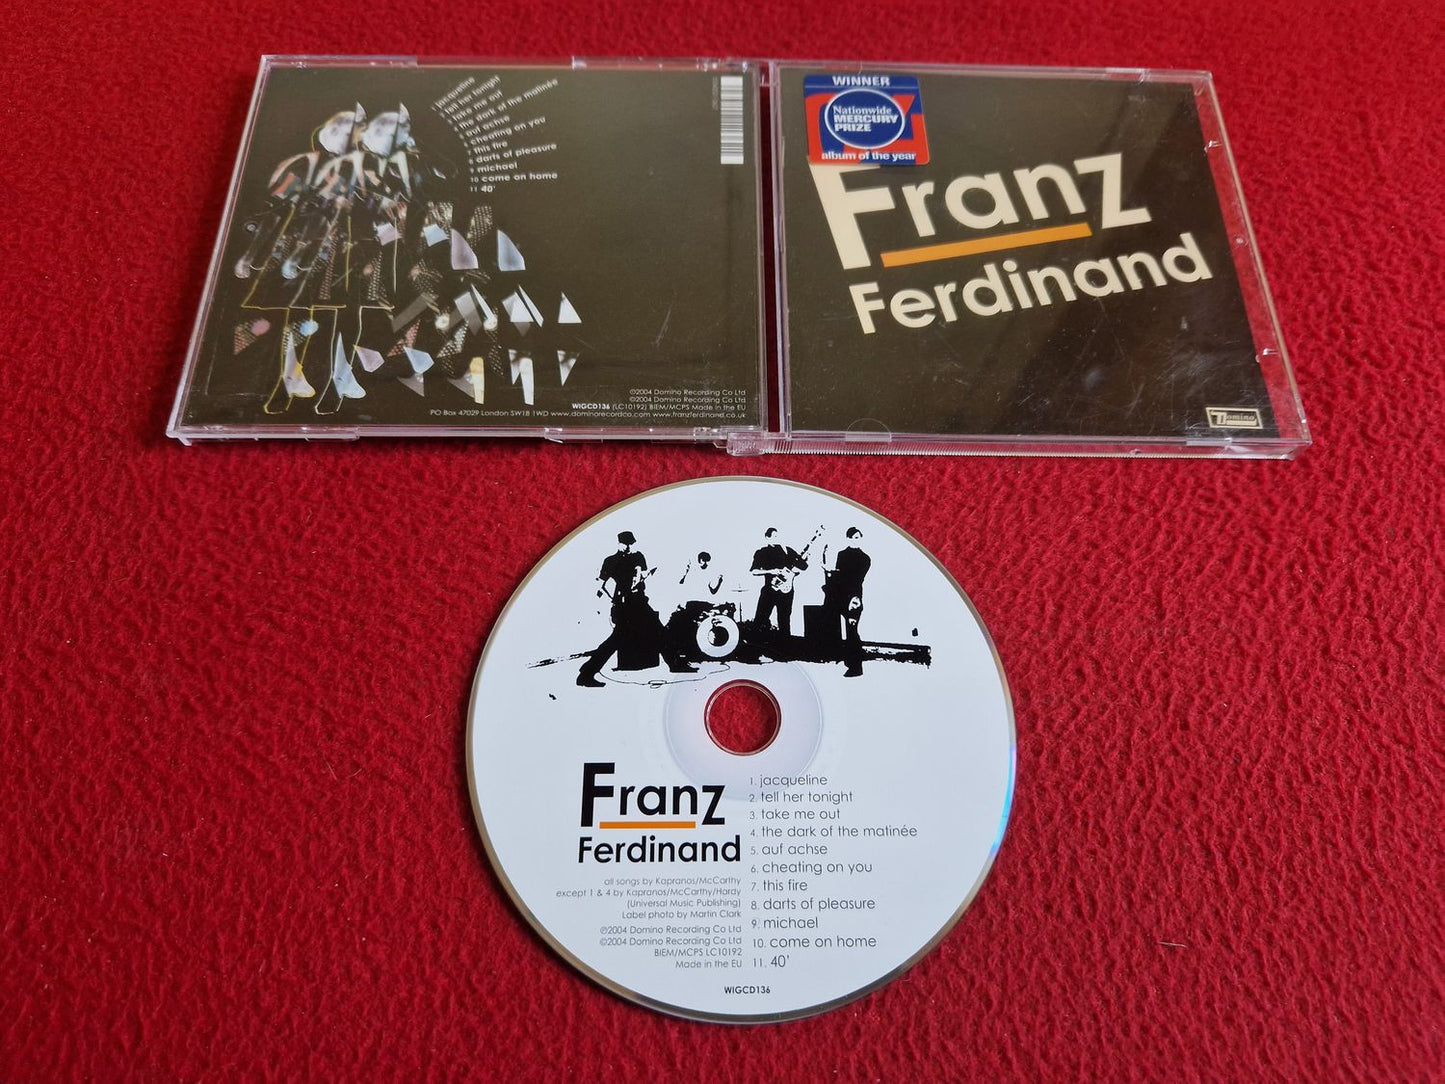 jacqueline
tell her tonight
take me out
the dark of the matinée
auf achse
cheating on you
this fire
darts of pleasure
michael
10 come on home
11 40'
©2004 Domino Recording Co Ltd
©2004 Domino Recording Co Ltd
WIGCD136 (LC10192) BIEM/MCPS Made in the EU
PO Box 47029 London SW18 1WD www.dominorecordco.com www.franzferdinand.co.uk
WINNER
Nationwide
MERCURY
PRIZE
album of the year
Franz
Ferdinand
Domino
Franz
Ferdinand
all songs by Kapranos/McCarthy
except 1 & 4 by Kapranos/McCarthy/Hardy
(Universal Music Publishing)
Label photo by Martin Clark
℗2004 Domino Recording Co Ltd
©2004 Domino Recording Co Ltd
BIEM/MCPS LC10192
Made in the EU
1. jacqueline
2. tell her tonight
3. take me out
4. the dark of the matinée
5. auf achse
6. cheating on you
7. this fire
8. darts of pleasure
9. michael
10. come on home
11. 40'
WIGCD136